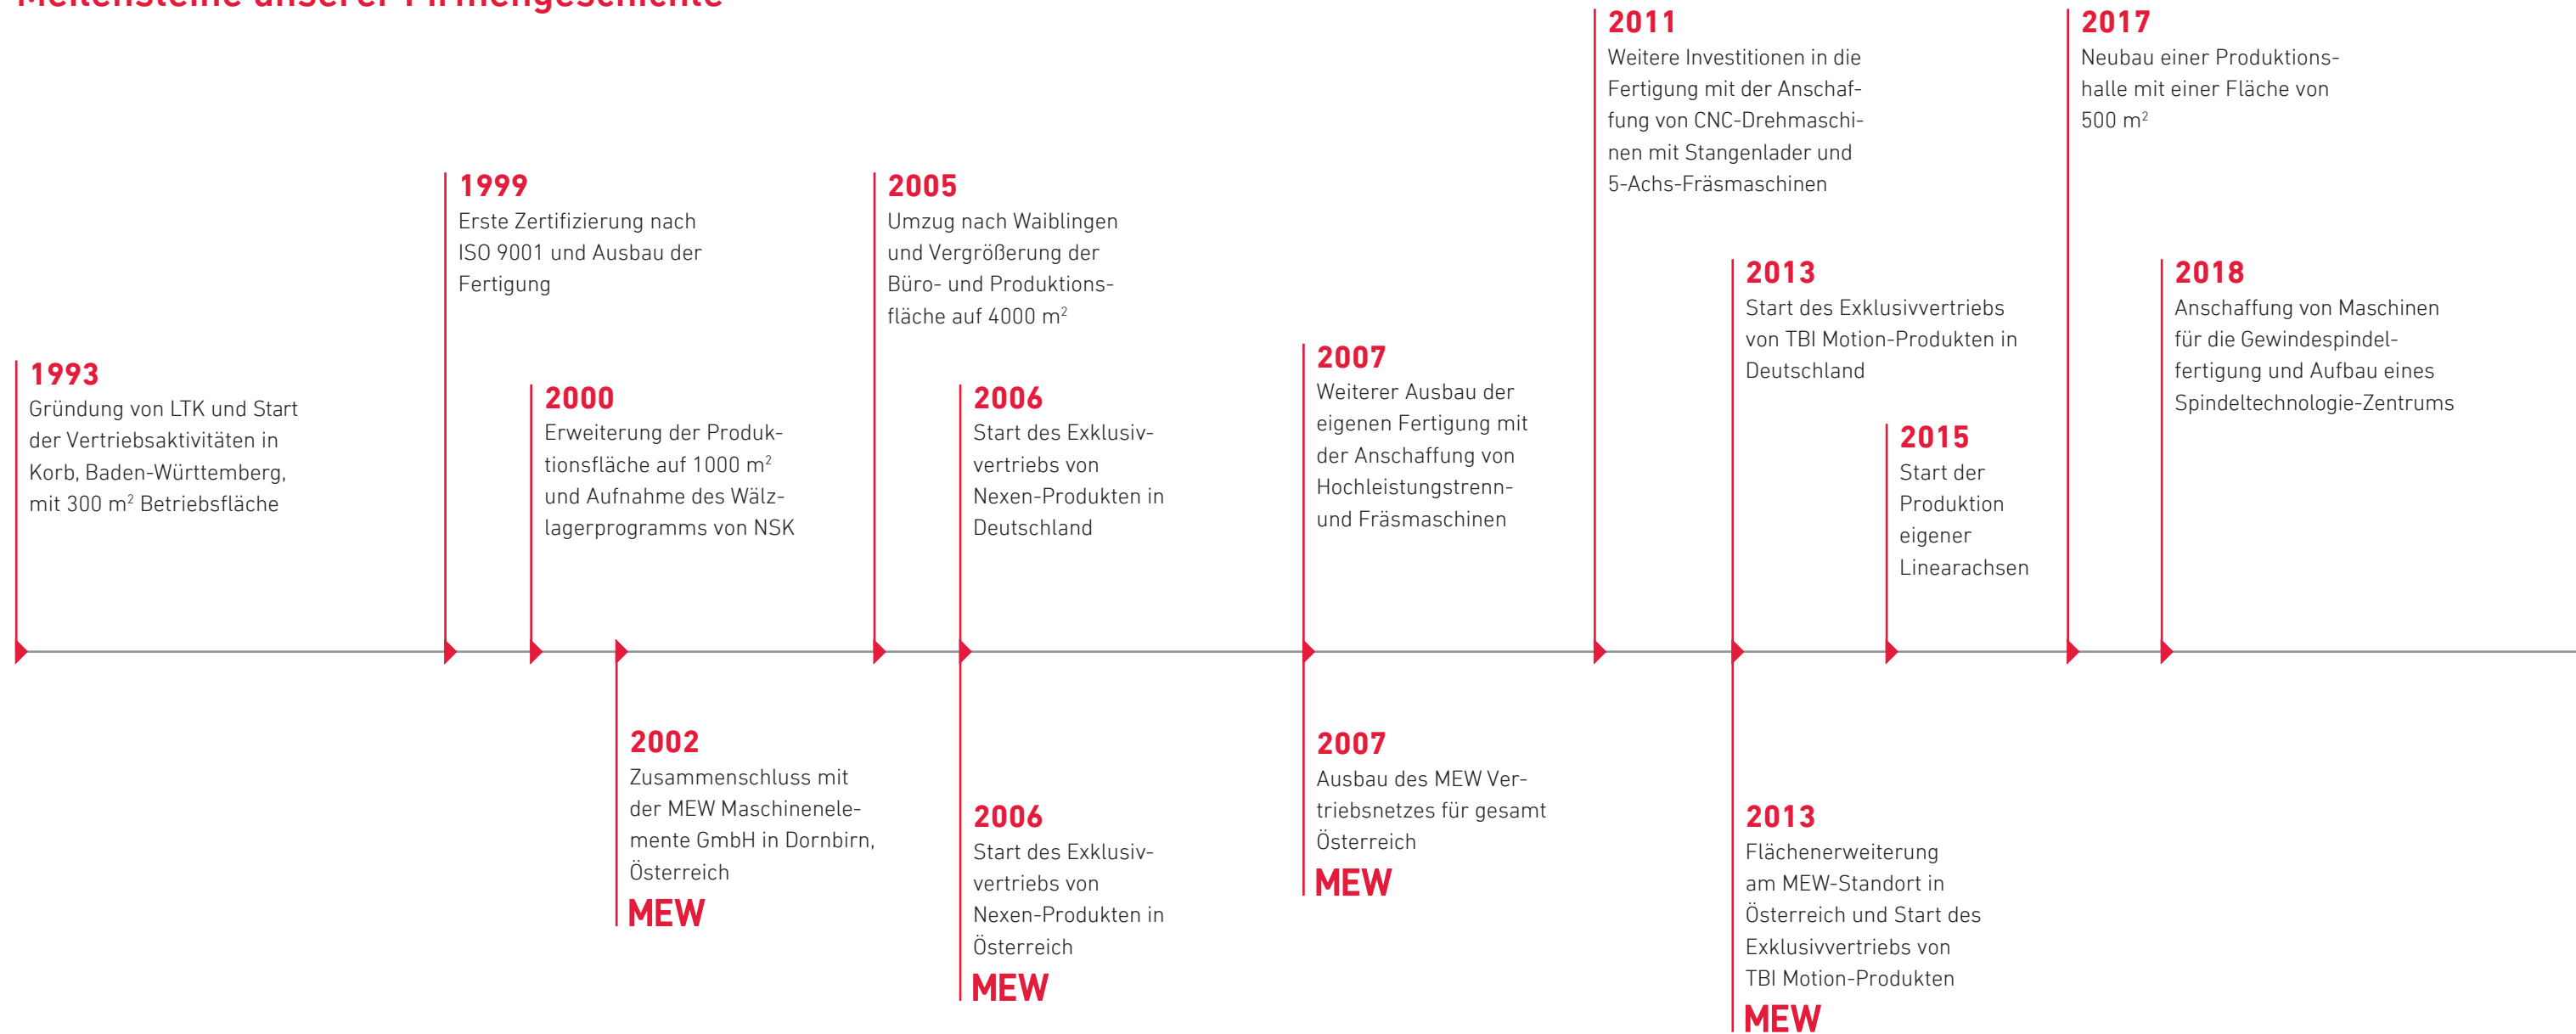 Meilensteine unserer Firmengeschichte
1993
Gründung von LTK und Start
der Vertriebsaktivitäten in
Korb, Baden-Württemberg,
mit 300 m² Betriebsfläche
1999
Erste Zertifizierung nach
ISO 9001 und Ausbau der
Fertigung
2000
Erweiterung der Produk-
tionsfläche auf 1000 m²
und Aufnahme des Wälz-
lagerprogramms von NSK
2002
Zusammenschluss mit
der MEW Maschinenele-
mente GmbH in Dornbirn,
Österreich
MEW
2005
Umzug nach Waiblingen
und Vergrößerung der
Büro- und Produktions-
fläche auf 4000 m²
2006
Start des Exklusiv-
vertriebs von
Nexen-Produkten in
Deutschland
2006
Start des Exklusiv-
vertriebs von
Nexen-Produkten in
Österreich
MEW
2007
Weiterer Ausbau der
eigenen Fertigung mit
der Anschaffung von
Hochleistungstrenn-
und Fräsmaschinen
2007
Ausbau des MEW Ver-
triebsnetzes für gesamt
Österreich
MEW
2011
Weitere Investitionen in die
Fertigung mit der Anschaf-
fung von CNC-Drehmaschi-
nen mit Stangenlader und
5-Achs-Fräsmaschinen
2013
Start des Exklusivvertriebs
von TBI Motion-Produkten in
Deutschland
2013
Flächenerweiterung
am MEW-Standort in
Österreich und Start des
Exklusivvertriebs von
TBI Motion-Produkten
MEW
2015
Start der
Produktion
eigener
Linearachsen
2017
Neubau einer Produktions-
halle mit einer Fläche von
500 m²
2018
Anschaffung von Maschinen
für die Gewindespindel-
fertigung und Aufbau eines
Spindeltechnologie-Zentrums